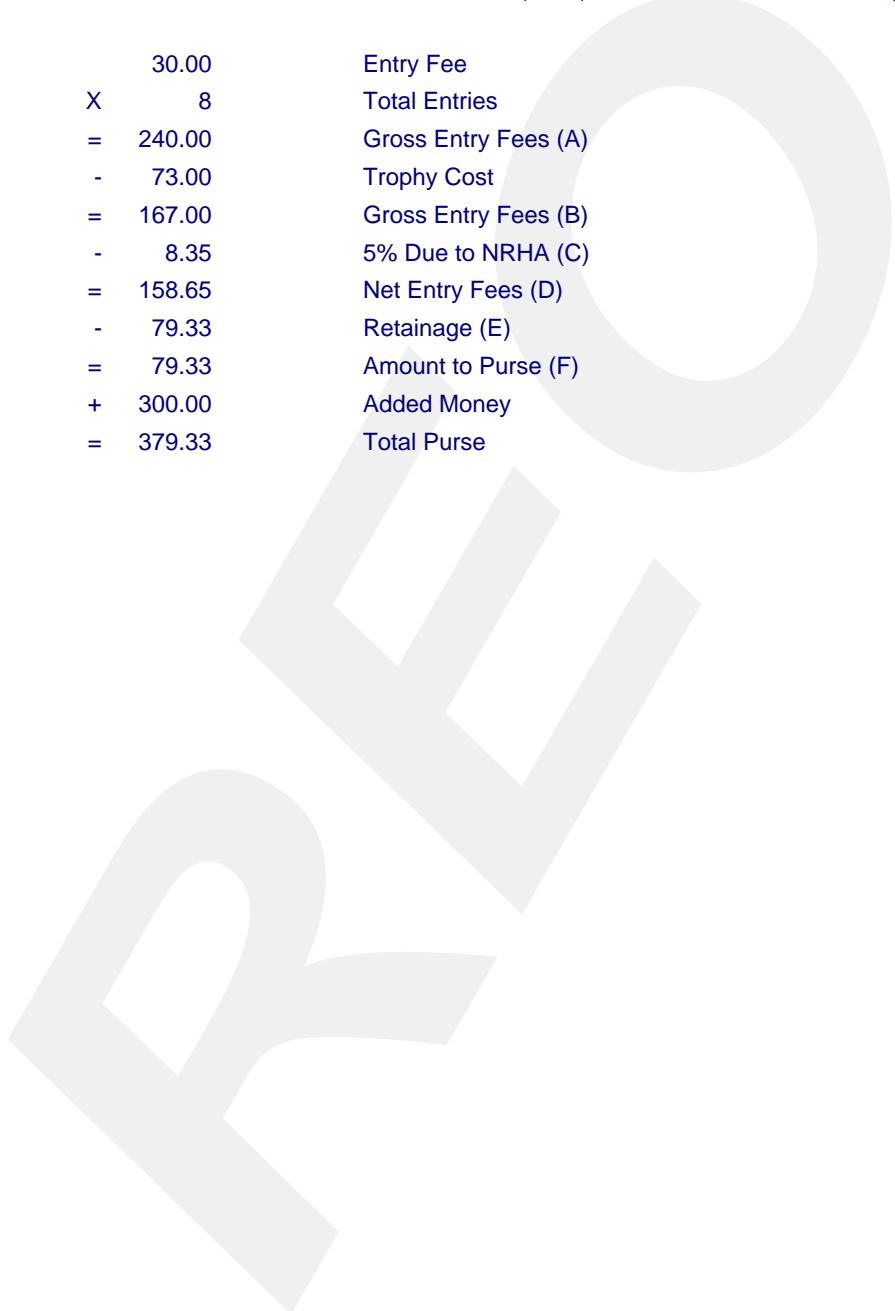 30.00 Entry Fee
X 8 Total Entries
= 240.00 Gross Entry Fees (A)
- 73.00 Trophy Cost
= 167.00 Gross Entry Fees (B)
- 8.35 5% Due to NRHA (C)
= 158.65 Net Entry Fees (D)
- 79.33 Retainage (E)
= 79.33 Amount to Purse (F)
+ 300.00 Added Money
= 379.33 Total Purse
REO